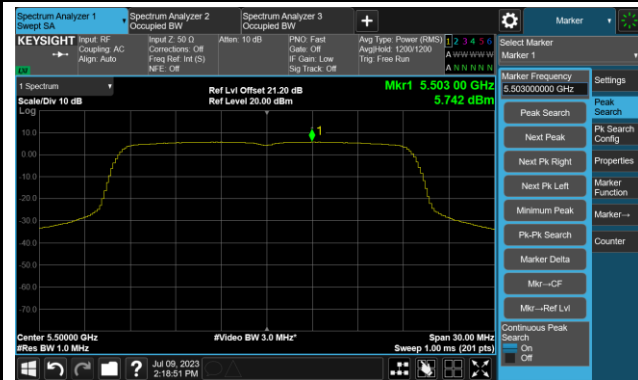 Spectrum Analyzer 1
Swept SA
Spectrum Analyzer 2
Occupied BW
Spectrum Analyzer 3
Occupied BW
Marker
KEYSIGHT
Input: RF
Coupling: AC
Align: Auto
Input Z: 50 Ω
Corrections: Off
Freq Ref: Int (S)
NFE: Off
Atten: 10 dB
PNO: Fast
Gate: Off
IF Gain: Low
Sig Track: Off
Avg Type: Power (RMS)
Avg|Hold: 1200/1200
Trig: Free Run
1 2 3 4 5 6
A W W W W W
A N N N N N
Select Marker
Marker 1
1 Spectrum
Scale/Div 10 dB
Ref Lvl Offset 21.20 dB
Ref Level 20.00 dBm
Mkr1 5.503 00 GHz
5.742 dBm
Log
10.0
0.00
-10.0
-20.0
-30.0
-40.0
-50.0
-60.0
-70.0
1
Center 5.50000 GHz
#Res BW 1.0 MHz
#Video BW 3.0 MHz*
Span 30.00 MHz
Sweep 1.00 ms (201 pts)
Marker Frequency
5.503000000 GHz
Peak Search
Next Peak
Next Pk Right
Next Pk Left
Minimum Peak
Pk-Pk Search
Marker Delta
Mkr→CF
Mkr→Ref Lvl
Continuous Peak
Search
On
Off
Settings
Peak
Search
Pk Search
Config
Properties
Marker
Function
Marker→
Counter
Jul 09, 2023
2:18:51 PM